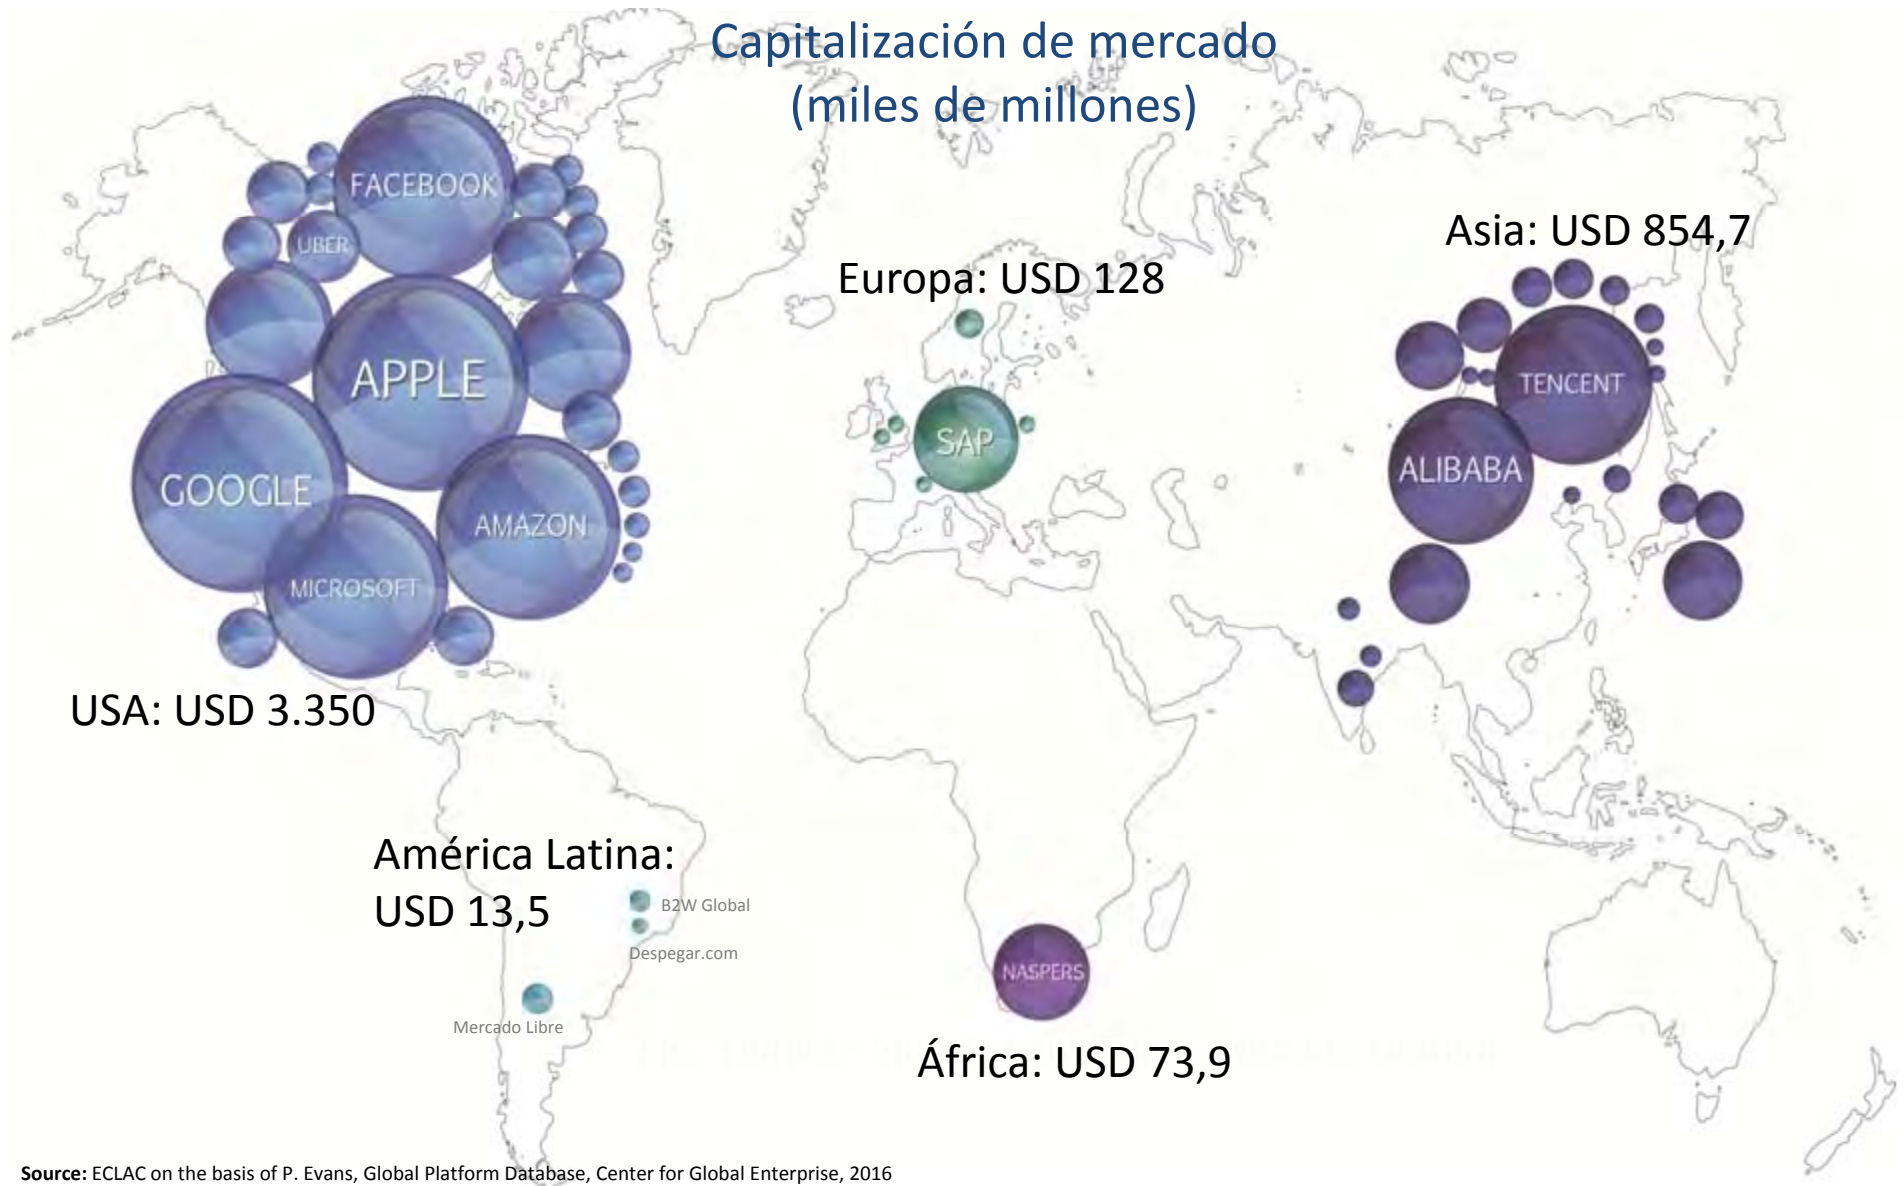 Capitalización de mercado
(miles de millones)
FACEBOOK
UBER
APPLE
GOOGLE
AMAZON
MICROSOFT
USA: USD 3.350
Europa: USD 128
SAP
Asia: USD 854,7
TENCENT
ALIBABA
América Latina:
USD 13,5
B2W Global
Despegar.com
Mercado Libre
NASPERS
África: USD 73,9
Source: ECLAC on the basis of P. Evans, Global Platform Database, Center for Global Enterprise, 2016